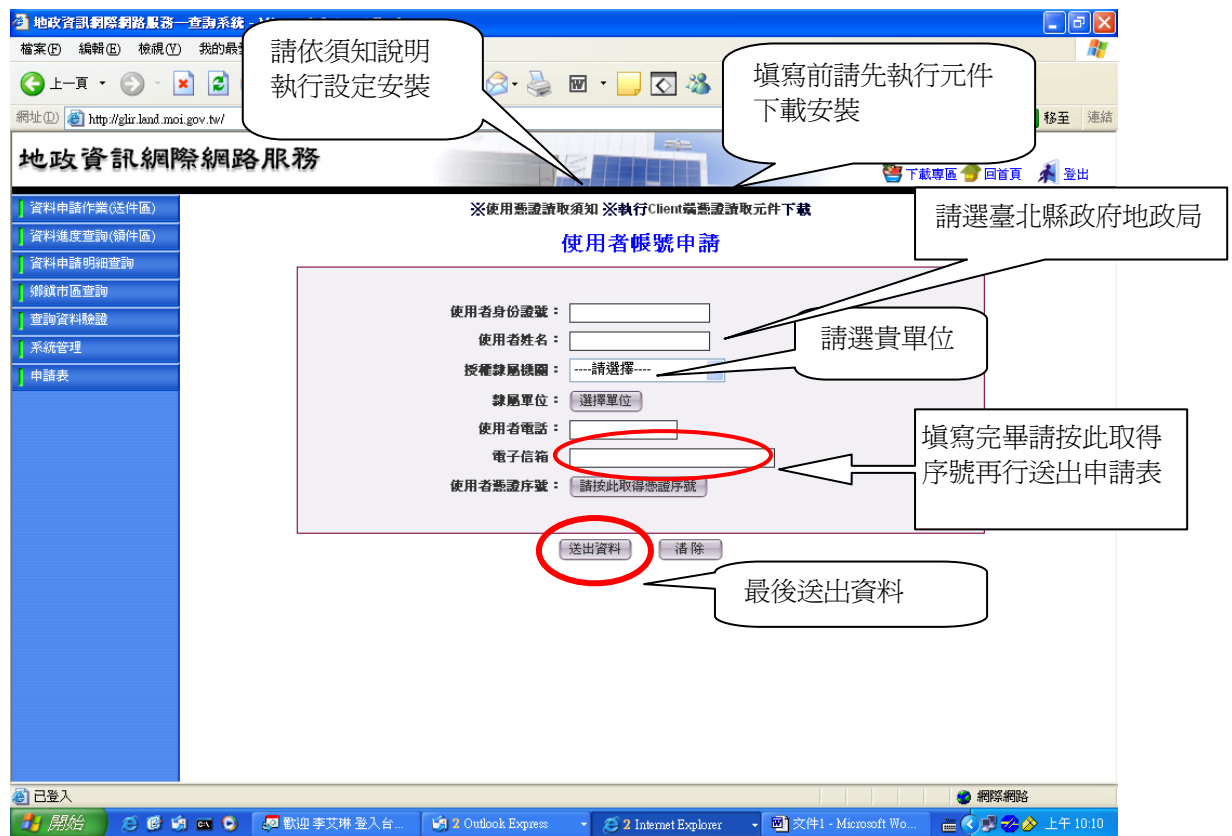 地政資訊網際網路服務—查詢系統
檔案(F) 編輯(E) 檢視(V) 我的最
請依須知說明
執行設定安裝
填寫前請先執行元件
下載安裝
上一頁
網址(D) http://glir.land.moi.gov.tw/
移至 連結
地政資訊網際網路服務
下載專區 回首頁 登出
資料申請作業(送件區)
資料進度查詢(領件區)
資料申請明細查詢
鄉鎮市區查詢
查詢資料驗證
系統管理
申請表
※使用憑證讀取須知 ※執行Client端憑證讀取元件下載
請選臺北縣政府地政局
使用者帳號申請
使用者身份證號：
使用者姓名：
請選貴單位
授權隸屬機關： ----請選擇----
隸屬單位： 選擇單位
使用者電話：
電子信箱
填寫完畢請按此取得
序號再行送出申請表
使用者憑證序號： 請按此取得憑證序號
送出資料 清除
最後送出資料
已登入
網際網路
開始
歡迎 李艾琳 登入台...
2 Outlook Express
2 Internet Explorer
文件1 - Microsoft Wo...
上午 10:10